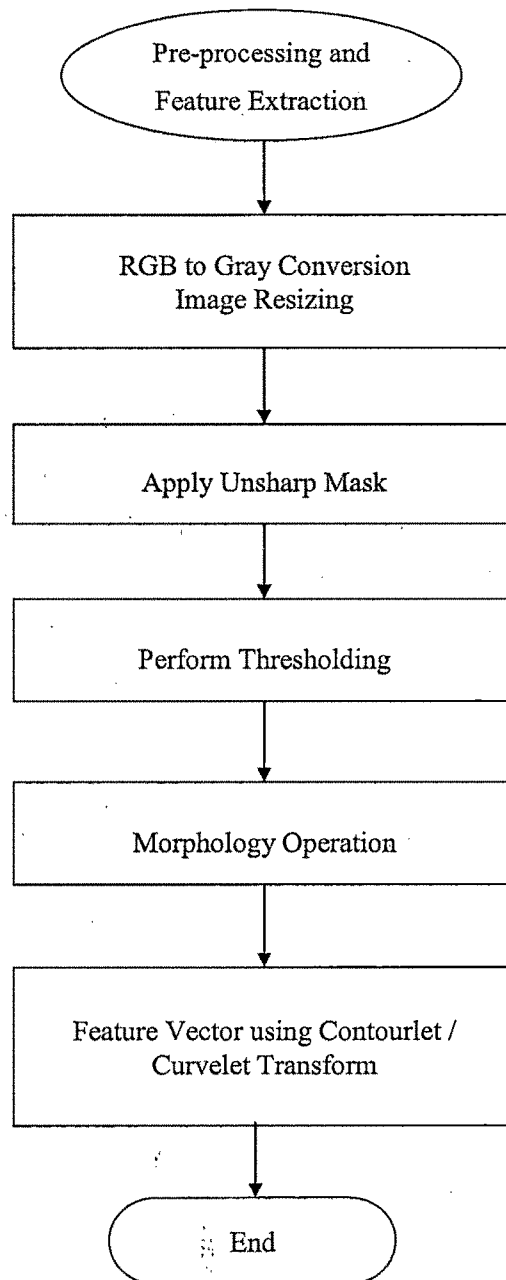 Pre-processing and
Feature Extraction
RGB to Gray Conversion
Image Resizing
Apply Unsharp Mask
Perform Thresholding
Morphology Operation
Feature Vector using Contourlet /
Curvelet Transform
End